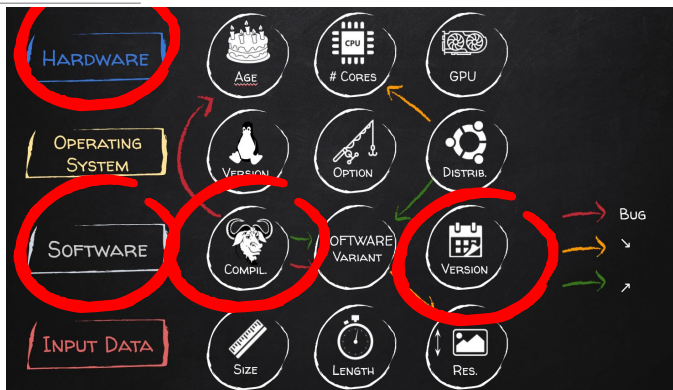 HARDWARE
AGE
CPU
# CORES
GPU
OPERATING
SYSTEM
VERSION
OPTION
DISTRIB.
SOFTWARE
COMPIL.
OFTWARE
VARIANT
VERSION
BUG
↘
↗
INPUT DATA
SIZE
LENGTH
RES.